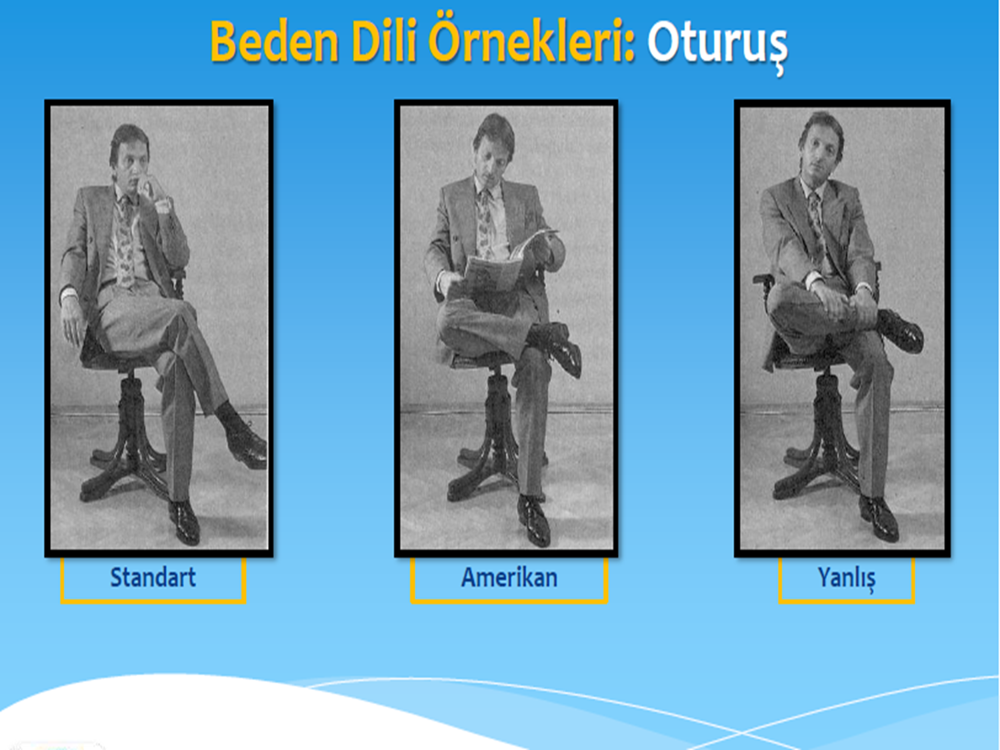 Beden Dili Örnekleri: Oturuş
Standart
Amerikan
Yanlış